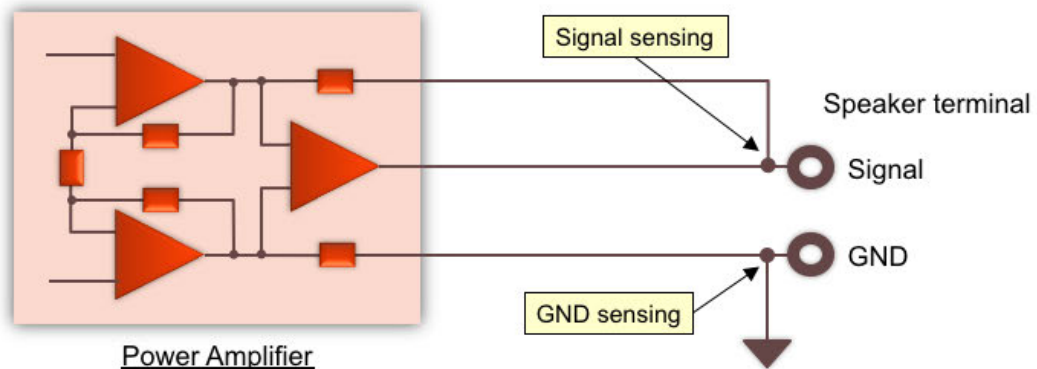 Signal sensing
Speaker terminal
Signal
GND
GND sensing
Power Amplifier